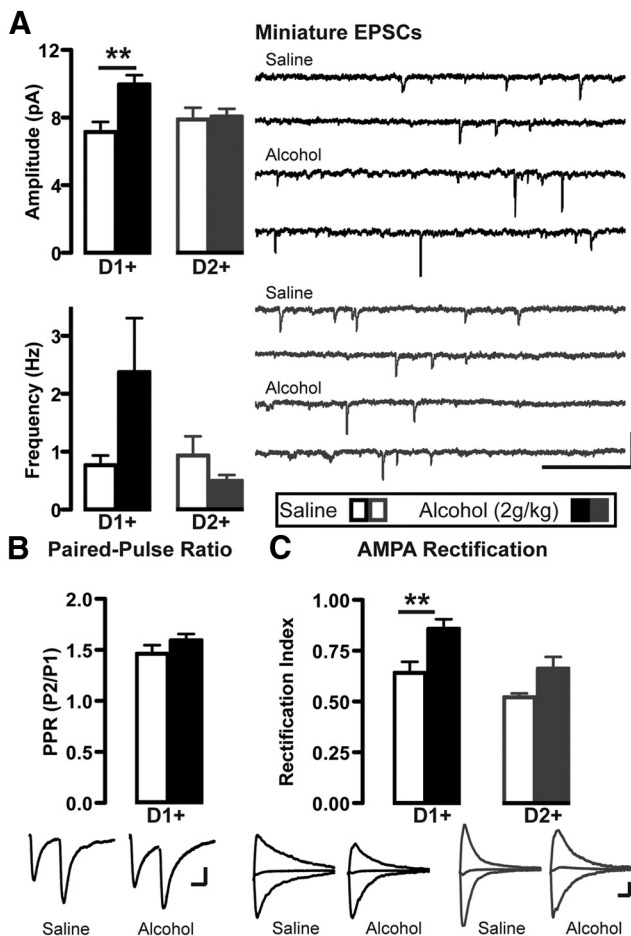 A
Amplitude (pA)
12
8
4
0
**
D1+
D2+
Miniature EPSCs
Saline
Alcohol
Saline
Alcohol
Frequency (Hz)
3
2
1
0
D1+
D2+
Saline
Alcohol (2g/kg)
B
Paired-Pulse Ratio
PPR (P2/P1)
2.0
1.5
1.0
0.5
0.0
D1+
Saline
Alcohol
C
AMPA Rectification
Rectification Index
1.00
0.75
0.50
0.25
0.00
**
D1+
D2+
Saline
Alcohol
Saline
Alcohol